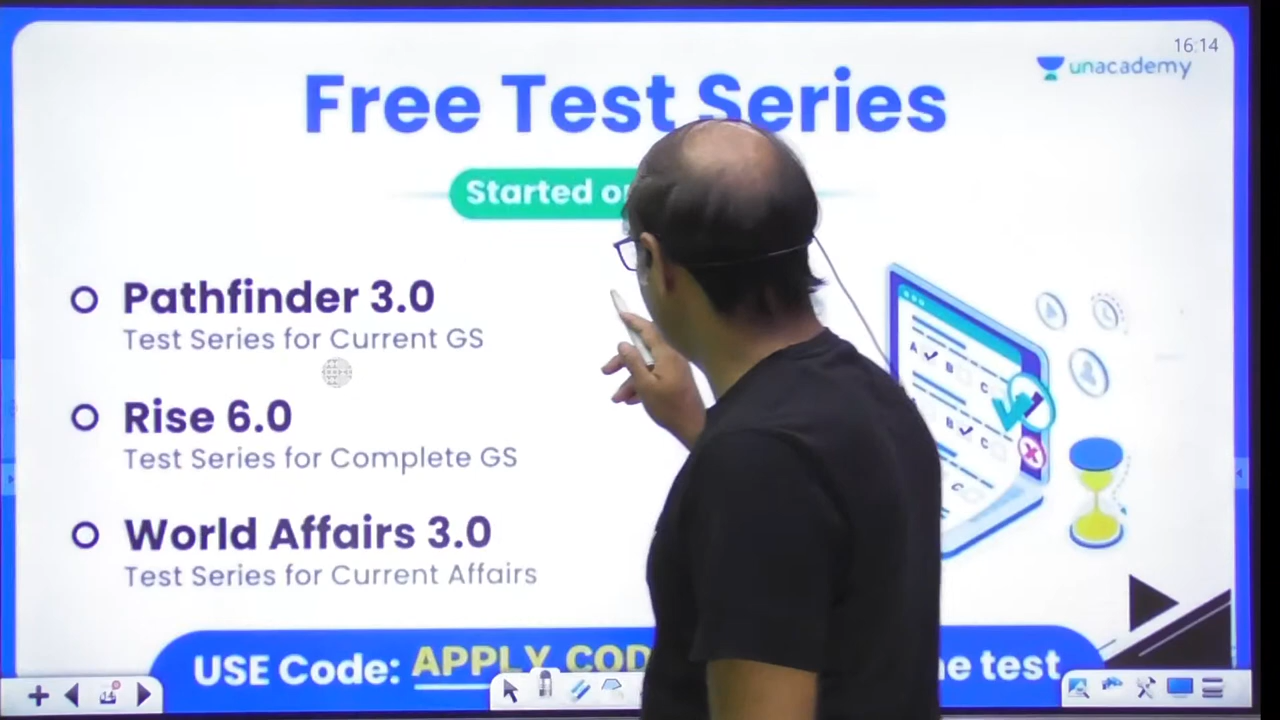 16:14
unacademy
Free Test Series
Started
Pathfinder 3.0
Test Series for Current GS
Rise 6.0
Test Series for Complete GS
World Affairs 3.0
Test Series for Current Affairs
USE Code: APPLY COD
test
A B C
B C
C